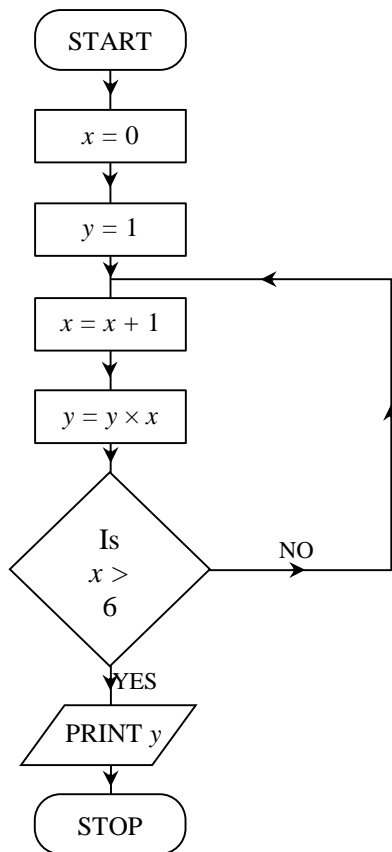 START
x = 0
y = 1
x = x + 1
y = y × x
Is
x >
6
NO
YES
PRINT y
STOP